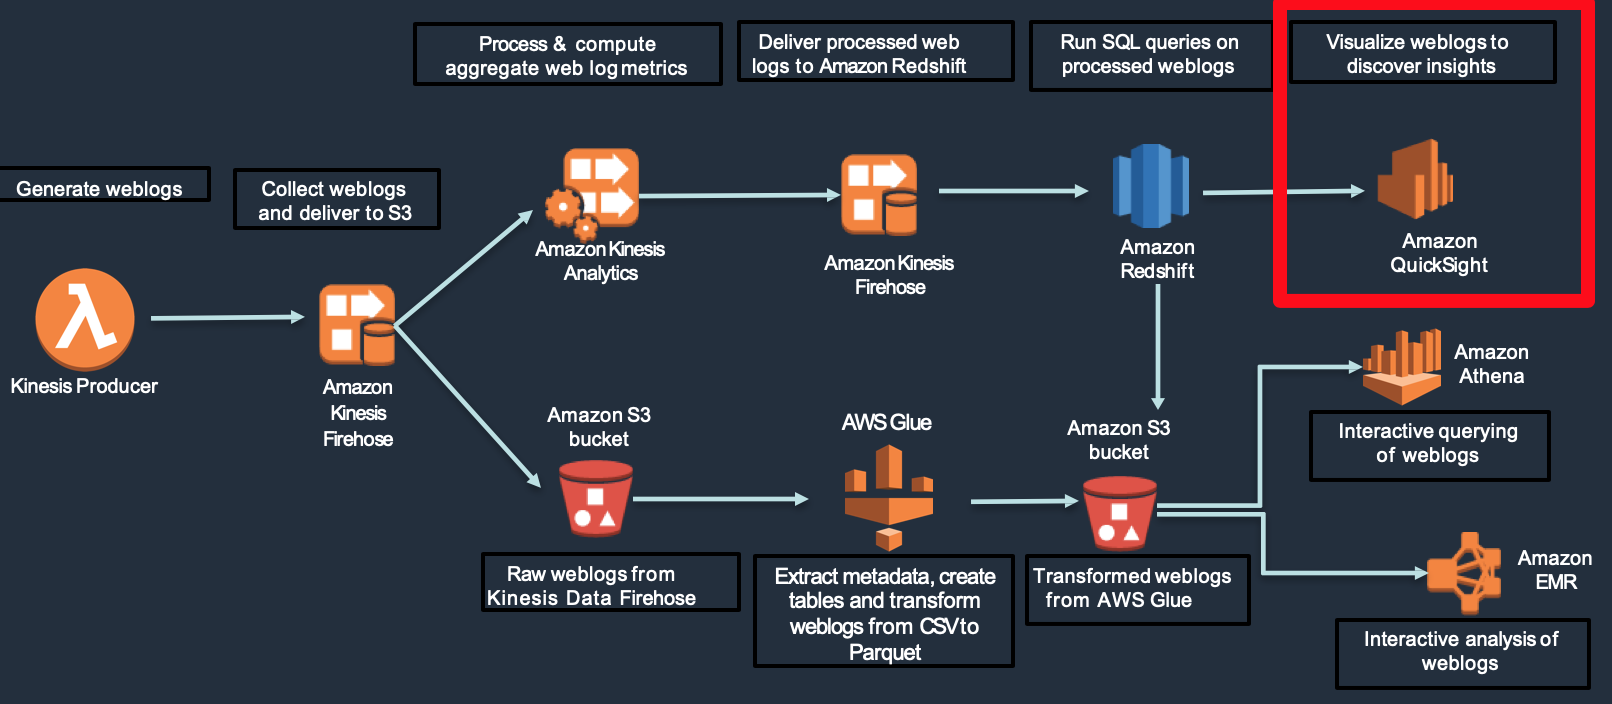 Process & compute
aggregate web log metrics
Deliver processed web
logs to Amazon Redshift
Run SQL queries on
processed weblogs
Visualize weblogs to
discover insights
Generate weblogs
Collect weblogs
and deliver to S3
Amazon Kinesis
Analytics
Amazon Kinesis
Firehose
Amazon
Redshift
Amazon
QuickSight
Kinesis Producer
Amazon
Kinesis
Firehose
Amazon S3
bucket
AWS Glue
Amazon S3
bucket
Amazon
Athena
Interactive querying
of weblogs
Raw weblogs from
Kinesis Data Firehose
Extract metadata, create
tables and transform
weblogs from CSV to
Parquet
Transformed weblogs
from AWS Glue
Amazon
EMR
Interactive analysis of
weblogs